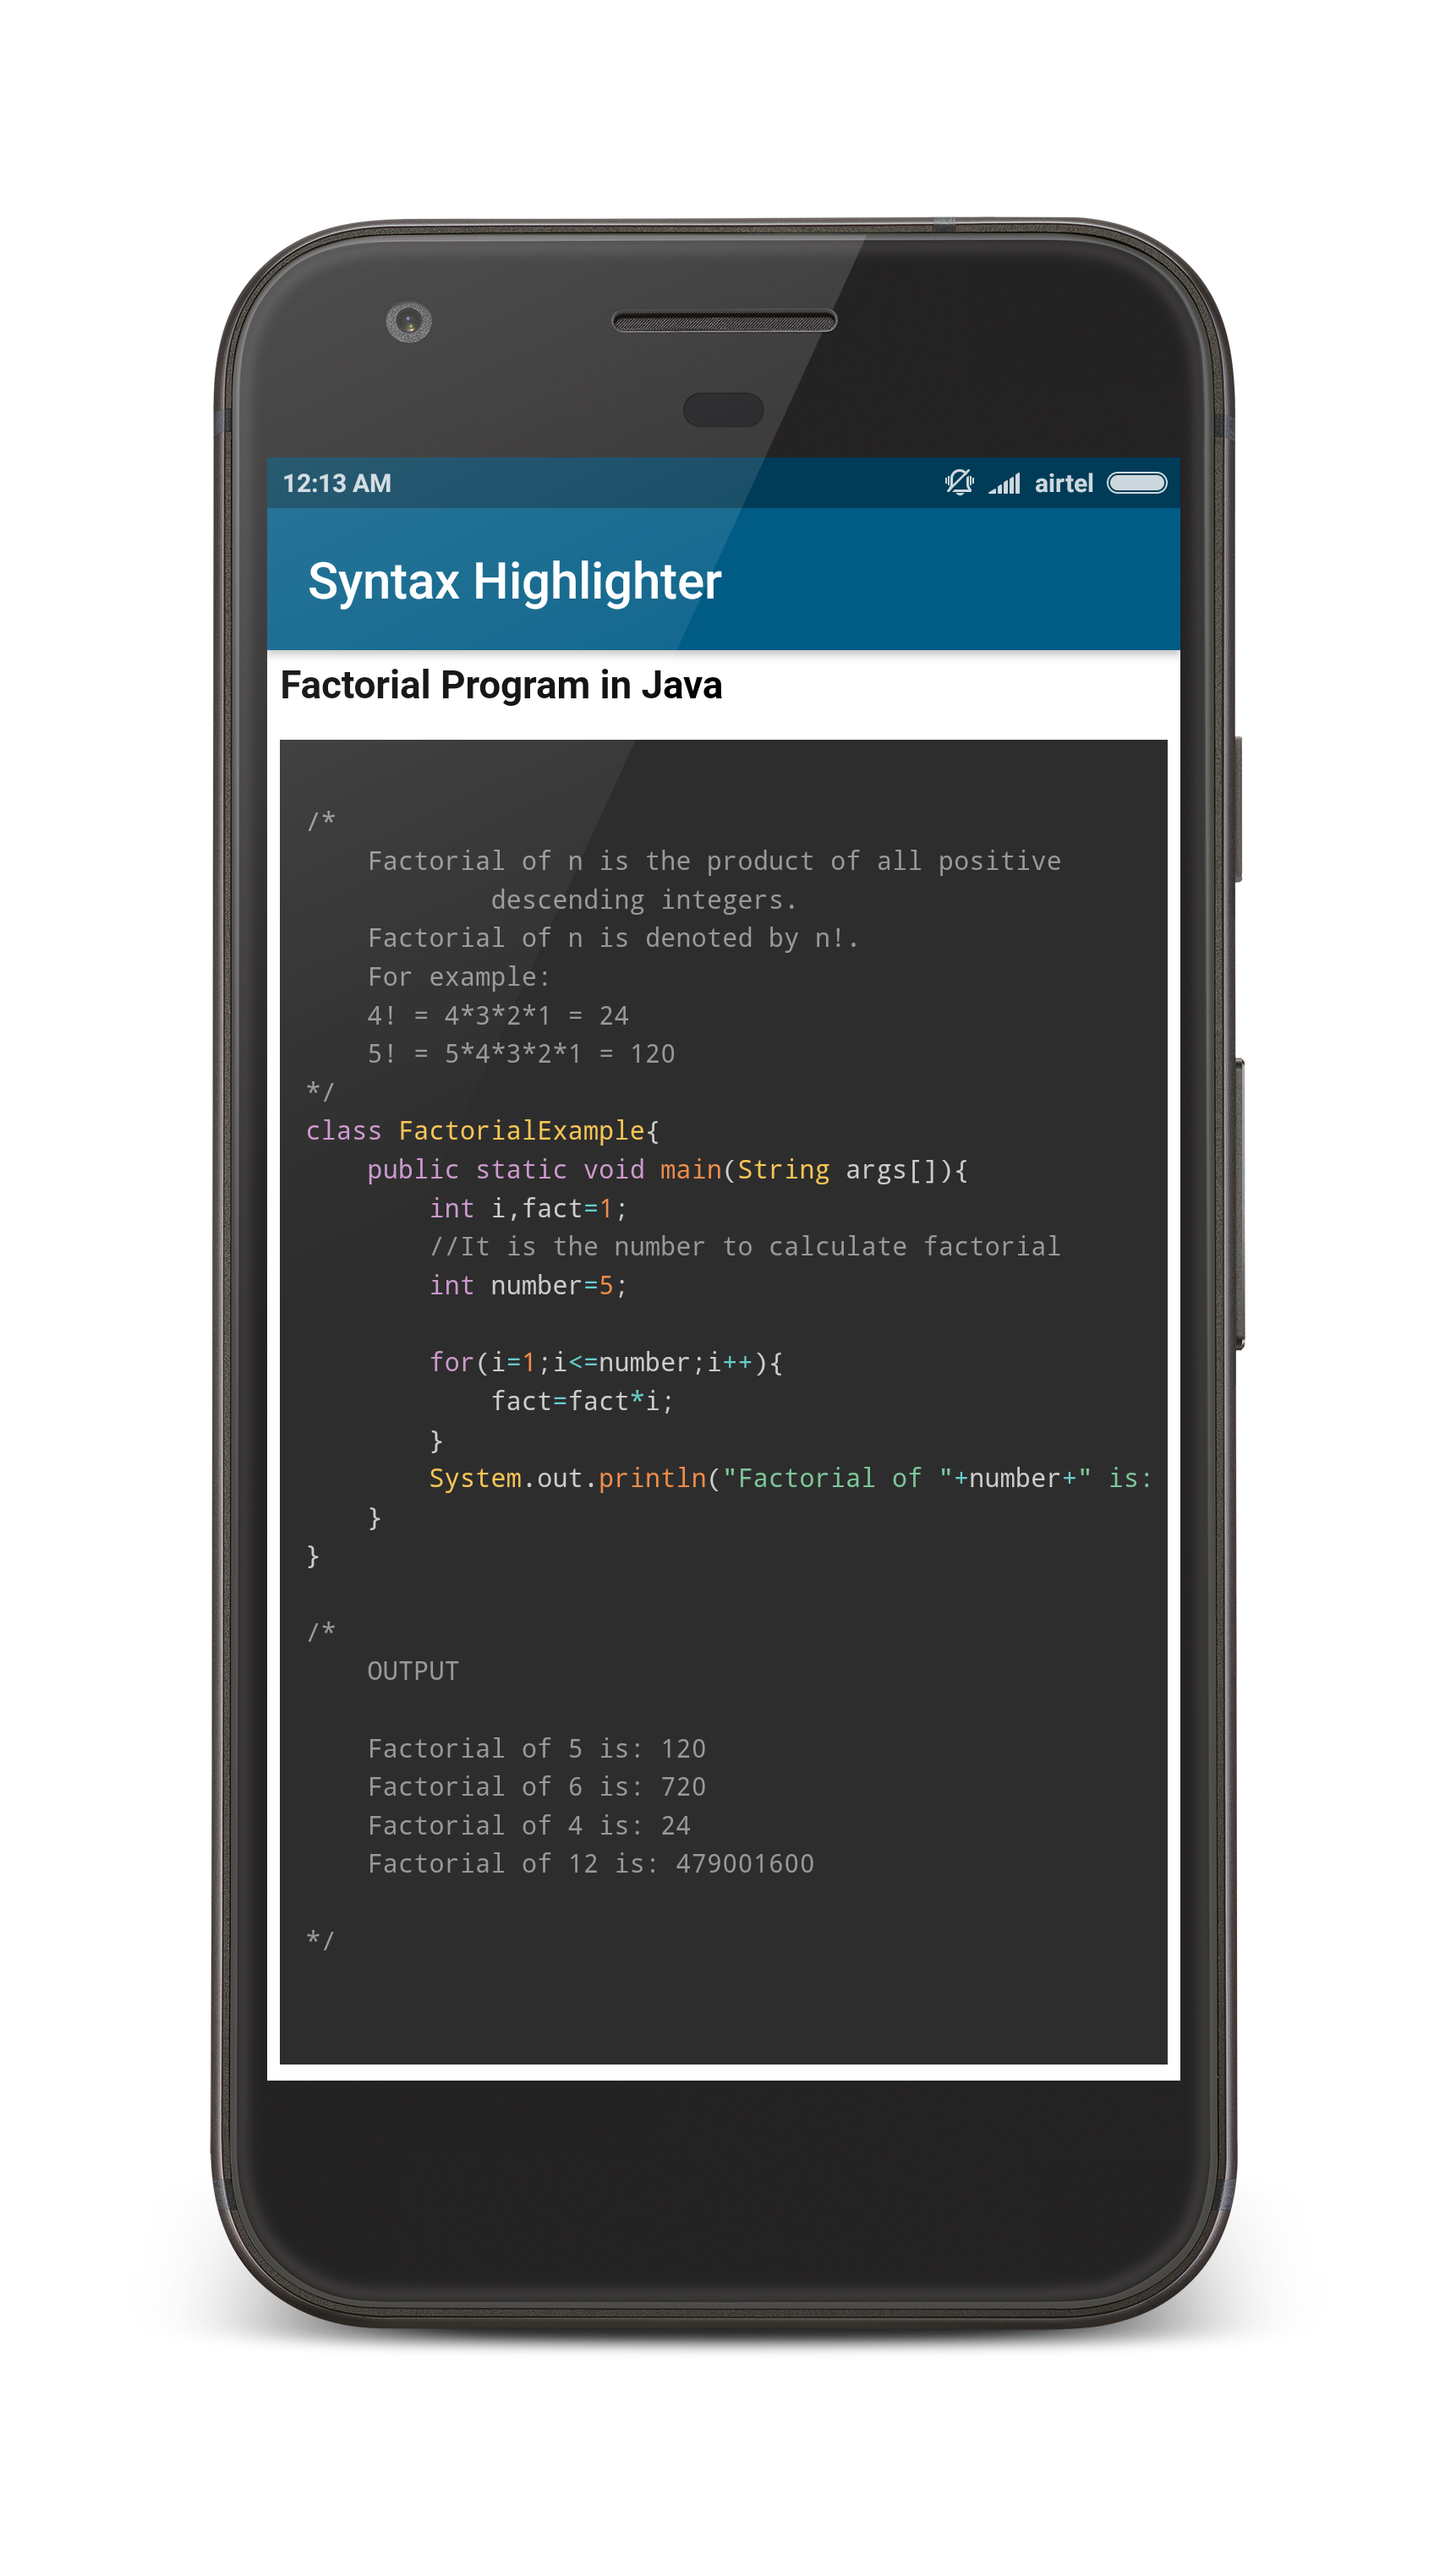 12:13 AM airtel
Syntax Highlighter
Factorial Program in Java
/*
    Factorial of n is the product of all positive
            descending integers.
    Factorial of n is denoted by n!.
    For example:
    4! = 4*3*2*1 = 24
    5! = 5*4*3*2*1 = 120
*/
class FactorialExample{
    public static void main(String args[]){
        int i,fact=1;
        //It is the number to calculate factorial
        int number=5;

        for(i=1;i<=number;i++){
            fact=fact*i;
        }
        System.out.println("Factorial of "+number+" is:
    }
}

/*
    OUTPUT

    Factorial of 5 is: 120
    Factorial of 6 is: 720
    Factorial of 4 is: 24
    Factorial of 12 is: 479001600

*/